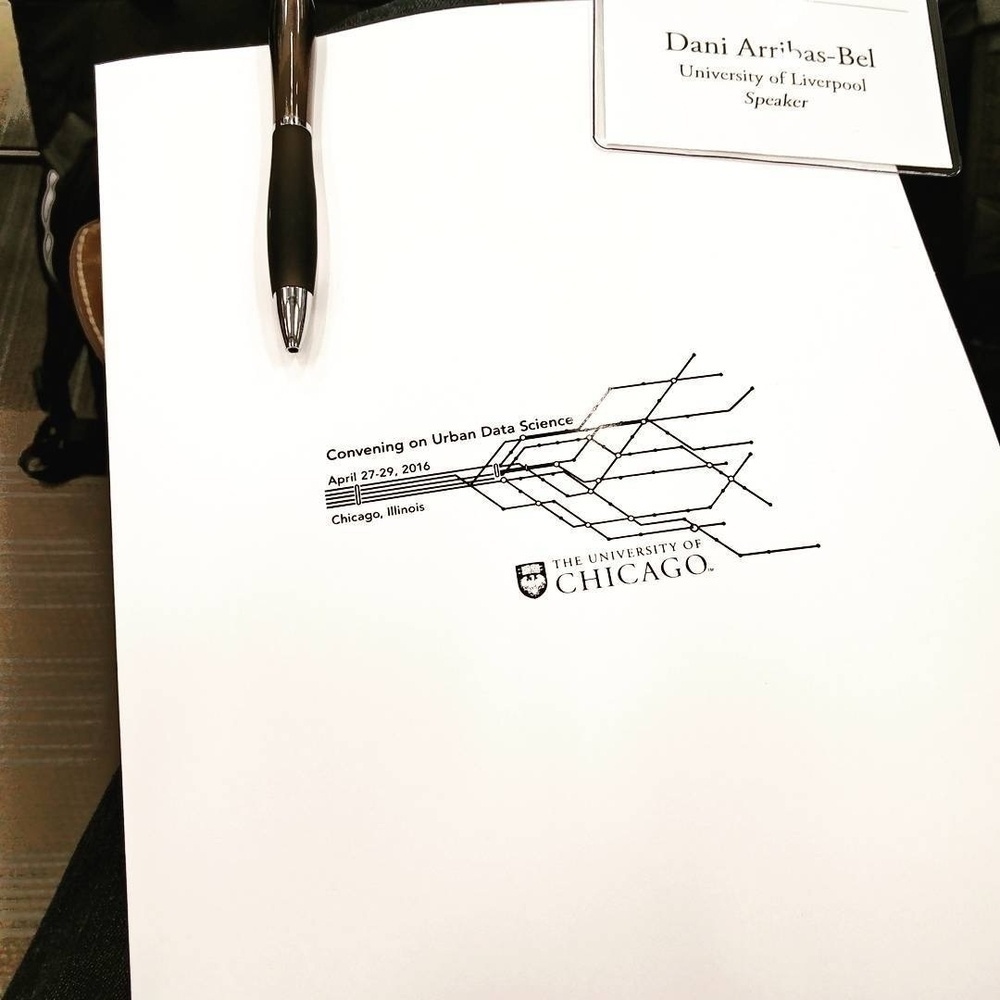 Dani Arribas-Bel
University of Liverpool
Speaker
Convening on Urban Data Science
April 27-29, 2016
Chicago, Illinois
THE UNIVERSITY OF
CHICAGO™